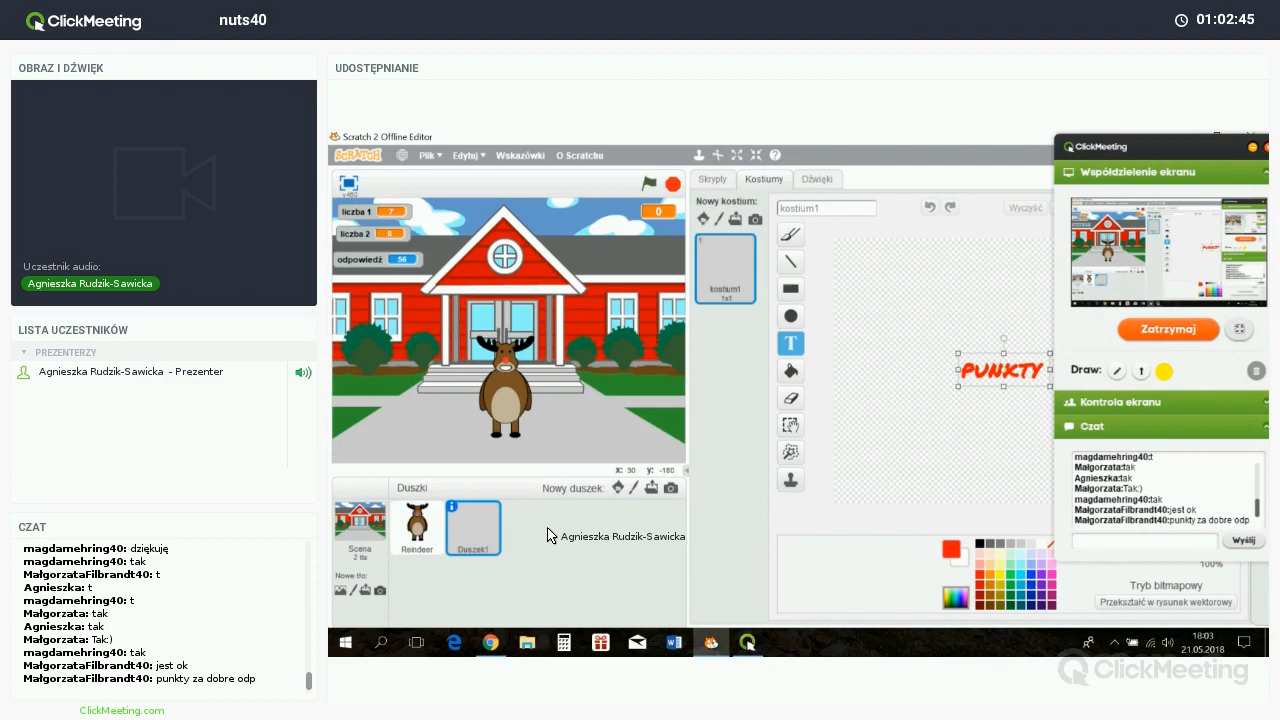 ClickMeeting
nuts40
01:02:45
OBRAZ I DŹWIĘK
Uczestnik audio:
Agnieszka Rudzik-Sawicka
LISTA UCZESTNIKÓW
PREZENTERZY
Agnieszka Rudzik-Sawicka - Prezenter
CZAT
magdamehring40: dziękuję
magdamehring40: tak
MałgorzataFilbrandt40: t
Agnieszka: t
magdamehring40: t
Małgorzata: tak
Agnieszka: tak
Małgorzata: Tak:)
magdamehring40: tak
MałgorzataFilbrandt40: jest ok
MałgorzataFilbrandt40: punkty za dobre odp
ClickMeeting.com
UDOSTĘPNIANIE
Scratch 2 Offline Editor
SCRATCH
Plik
Edytuj
Wskazówki
O Scratchu
v460
liczba 1 7
liczba 2 8
odpowiedź 56
0
x: 30 y: -180
Duszki
Nowy duszek:
Scena
2 tła
Nowe tło:
Reindeer
Duszek1
Agnieszka Rudzik-Sawicka
Skrypty
Kostiumy
Dźwięki
Nowy kostium:
1
kostium1
1x1
kostium1
Wyczyść
T
PUNKTY
100%
Tryb bitmapowy
Przekształć w rysunek wektorowy
ClickMeeting
Współdzielenie ekranu
Zatrzymaj
Draw:
Kontrola ekranu
Czat
magdamehring40:t
Małgorzata:tak
Agnieszka:tak
Małgorzata:Tak:)
magdamehring40:tak
MałgorzataFilbrandt40:jest ok
MałgorzataFilbrandt40:punkty za dobre odp
Wyślij
18:03
21.05.2018
ClickMeeting